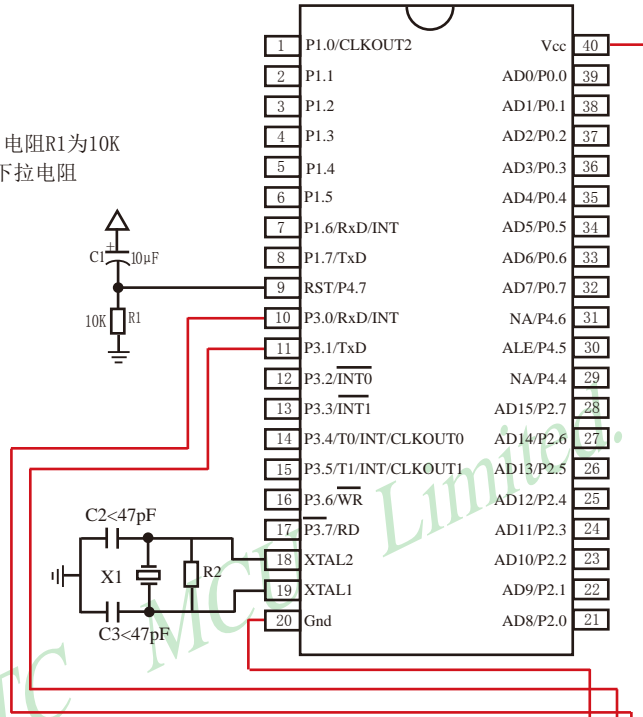 电阻R1为10K
下拉电阻
C1
+
10μF
10K
R1
C2<47pF
X1
R2
C3<47pF
1 P1.0/CLKOUT2 Vcc 40
2 P1.1 AD0/P0.0 39
3 P1.2 AD1/P0.1 38
4 P1.3 AD2/P0.2 37
5 P1.4 AD3/P0.3 36
6 P1.5 AD4/P0.4 35
7 P1.6/RxD/INT AD5/P0.5 34
8 P1.7/TxD AD6/P0.6 33
9 RST/P4.7 AD7/P0.7 32
10 P3.0/RxD/INT NA/P4.6 31
11 P3.1/TxD ALE/P4.5 30
12 P3.2/INT0 NA/P4.4 29
13 P3.3/INT1 AD15/P2.7 28
14 P3.4/T0/INT/CLKOUT0 AD14/P2.6 27
15 P3.5/T1/INT/CLKOUT1 AD13/P2.5 26
16 P3.6/WR AD12/P2.4 25
17 P3.7/RD AD11/P2.3 24
18 XTAL2 AD10/P2.2 23
19 XTAL1 AD9/P2.1 22
20 Gnd AD8/P2.0 21
TC MCU Limited.